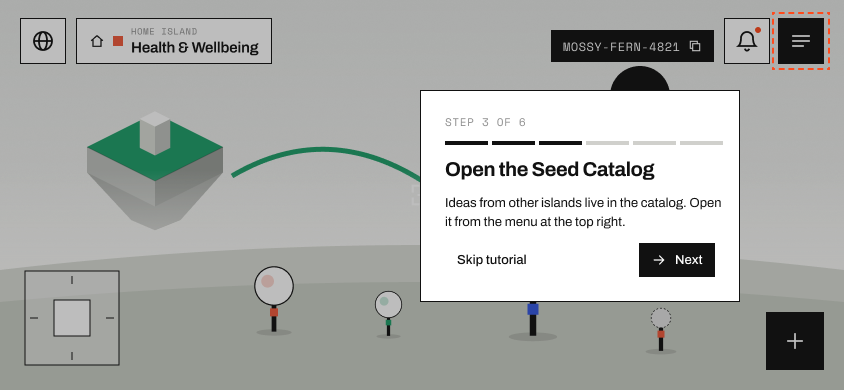 HOME ISLAND
Health & Wellbeing
MOSSY-FERN-4821
STEP 3 OF 6
Open the Seed Catalog
Ideas from other islands live in the catalog. Open
it from the menu at the top right.
Skip tutorial
Next